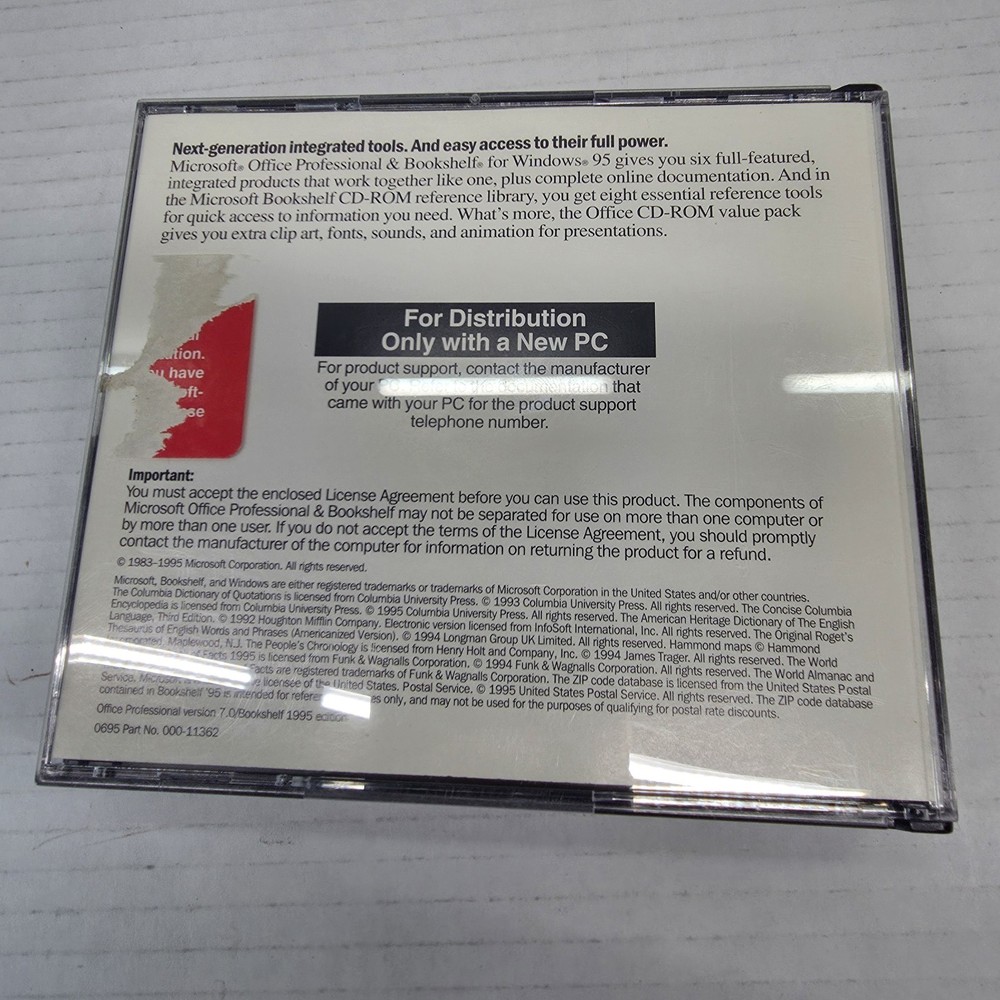 Next-generation integrated tools. And easy access to their full power.
Microsoft® Office Professional & Bookshelf® for Windows® 95 gives you six full-featured,
integrated products that work together like one, plus complete online documentation. And in
the Microsoft Bookshelf CD-ROM reference library, you get eight essential reference tools
for quick access to information you need. What's more, the Office CD-ROM value pack
gives you extra clip art, fonts, sounds, and animation for presentations.
ation.
have
oft-
se
For Distribution
Only with a New PC
For product support, contact the manufacturer
of your documentation that
came with your PC for the product support
telephone number.
Important:
You must accept the enclosed License Agreement before you can use this product. The components of
Microsoft Office Professional & Bookshelf may not be separated for use on more than one computer or
by more than one user. If you do not accept the terms of the License Agreement, you should promptly
contact the manufacturer of the computer for information on returning the product for a refund.
© 1983–1995 Microsoft Corporation. All rights reserved.
Microsoft, Bookshelf, and Windows are either registered trademarks or trademarks of Microsoft Corporation in the United States and/or other countries.
The Columbia Dictionary of Quotations is licensed from Columbia University Press. © 1993 Columbia University Press. All rights reserved. The Concise Columbia
Encyclopedia is licensed from Columbia University Press. © 1995 Columbia University Press. All rights reserved. The American Heritage Dictionary of The English
Language, Third Edition. © 1992 Houghton Mifflin Company. Electronic version licensed from InfoSoft International, Inc. All rights reserved. The Original Roget's
Thesaurus of English Words and Phrases (Americanized Version). © 1994 Longman Group UK Limited. All rights reserved. Hammond maps © Hammond
Maplewood, N.J. The People's Chronology is licensed from Henry Holt and Company, Inc. © 1994 James Trager. All rights reserved. The World
Facts 1995 is licensed from Funk & Wagnalls Corporation. © 1994 Funk & Wagnalls Corporation. All rights reserved. The World Almanac and
Facts are registered trademarks of Funk & Wagnalls Corporation. The ZIP code database is licensed from the United States Postal
Service. licensee of the United States. Postal Service. © 1995 United States Postal Service. All rights reserved. The ZIP code database
contained in Bookshelf '95 is intended for only, and may not be used for the purposes of qualifying for postal rate discounts.
Office Professional version 7.0/Bookshelf 1995 edition
0695 Part No. 000-11362